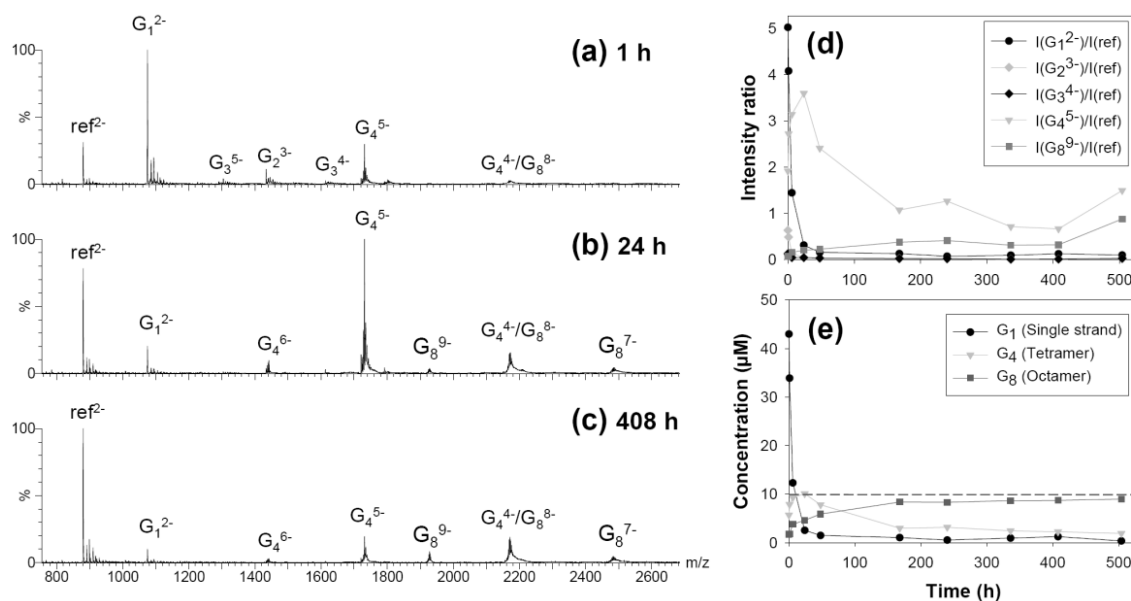 (a) 1 h
100
%
0
ref2-
G12-
G35-
G23-
G34-
G45-
G44-/G88-
(b) 24 h
100
%
0
ref2-
G12-
G46-
G45-
G89-
G44-/G88-
G87-
(c) 408 h
100
%
0
ref2-
G12-
G46-
G45-
G89-
G44-/G88-
G87-
800 1000 1200 1400 1600 1800 2000 2200 2400 2600 m/z
(d)
Intensity ratio
5
4
3
2
1
0
I(G12-)/I(ref)
I(G23-)/I(ref)
I(G34-)/I(ref)
I(G45-)/I(ref)
I(G89-)/I(ref)
0 100 200 300 400 500
(e)
Concentration (µM)
50
40
30
20
10
0
G1 (Single strand)
G4 (Tetramer)
G8 (Octamer)
0 100 200 300 400 500
Time (h)